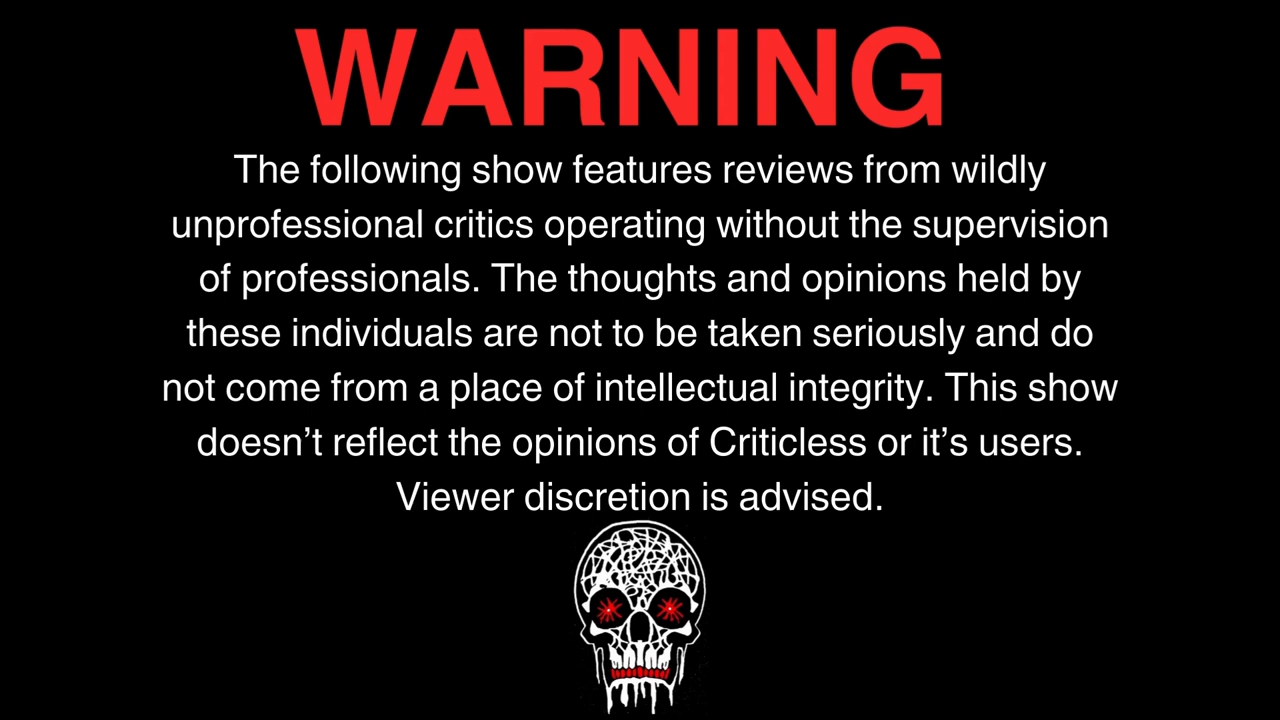 WARNING
The following show features reviews from wildly
unprofessional critics operating without the supervision
of professionals. The thoughts and opinions held by
these individuals are not to be taken seriously and do
not come from a place of intellectual integrity. This show
doesn’t reflect the opinions of Criticless or it’s users.
Viewer discretion is advised.